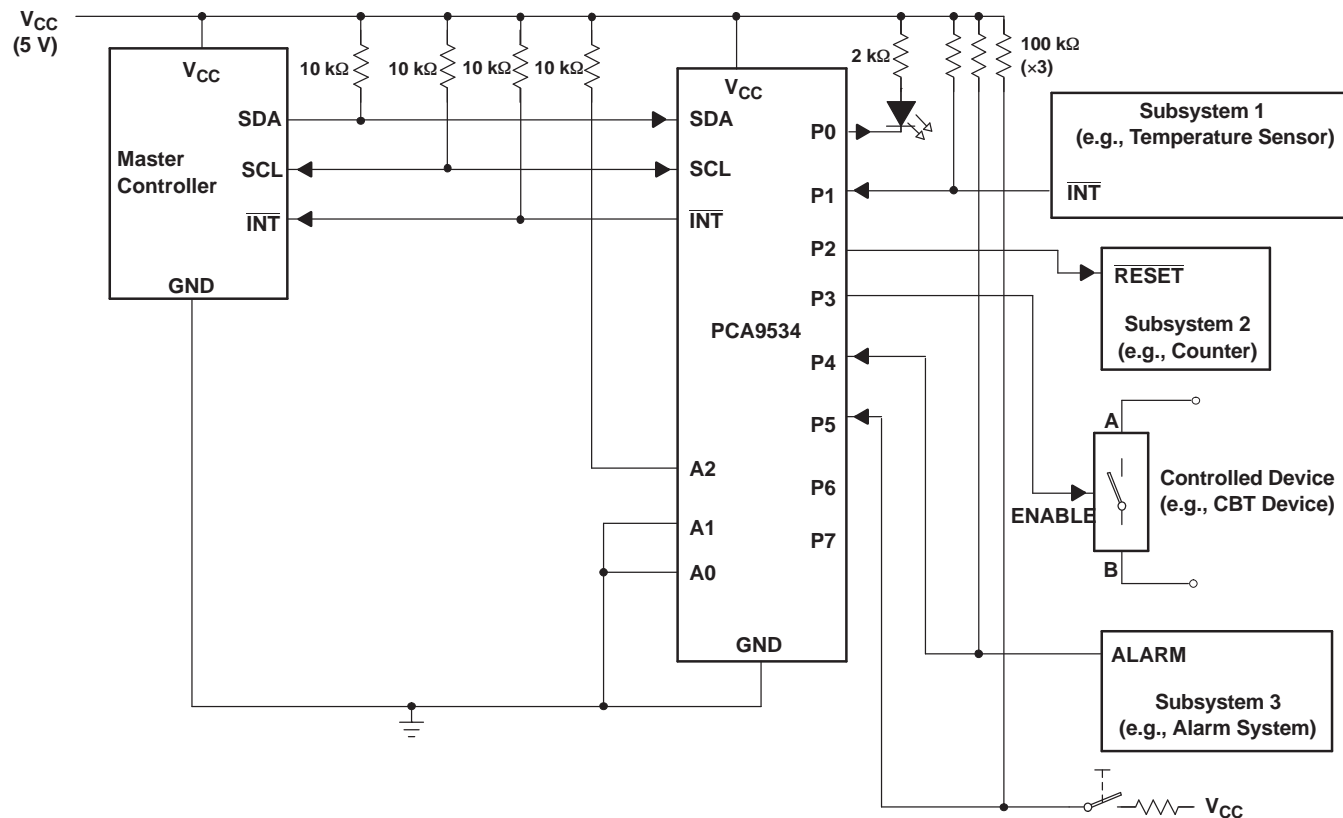 VCC
(5 V)
VCC
SDA
Master
Controller
SCL
INT
GND
10 kΩ
10 kΩ
10 kΩ
10 kΩ
VCC
SDA
SCL
INT
PCA9534
A2
A1
A0
GND
P0
P1
P2
P3
P4
P5
P6
P7
2 kΩ
100 kΩ
(×3)
Subsystem 1
(e.g., Temperature Sensor)
INT
RESET
Subsystem 2
(e.g., Counter)
A
Controlled Device
(e.g., CBT Device)
ENABLE
B
ALARM
Subsystem 3
(e.g., Alarm System)
VCC